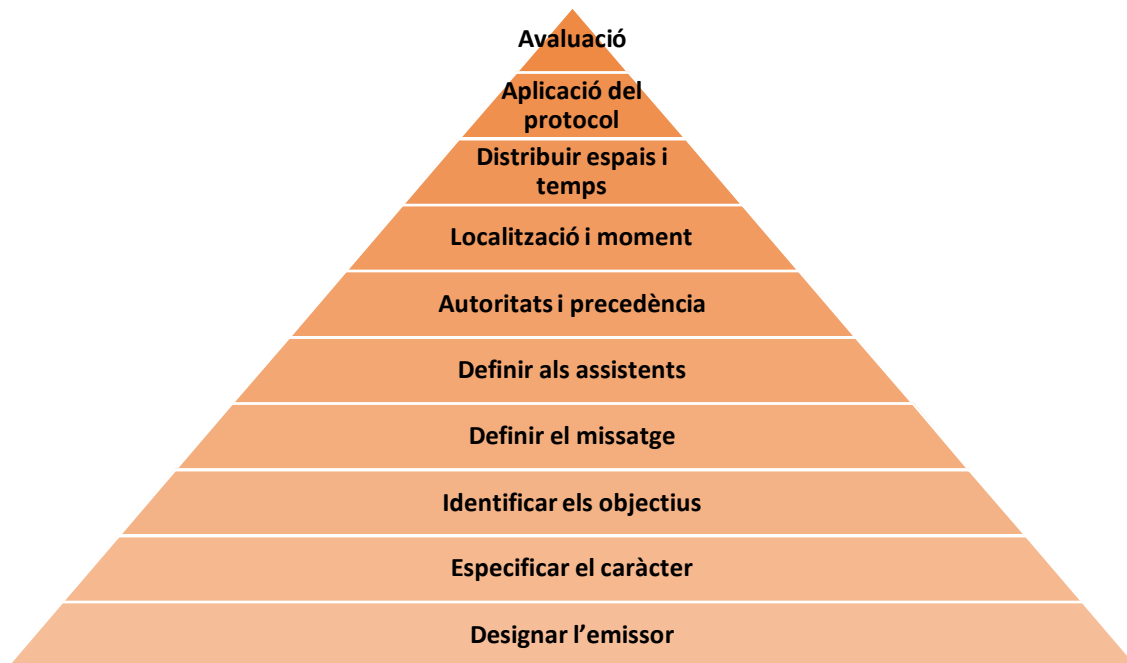 Avaluació
Aplicació del
protocol
Distribuir espais i
temps
Localització i moment
Autoritats i precedència
Definir als assistents
Definir el missatge
Identificar els objectius
Especificar el caràcter
Designar l’emissor